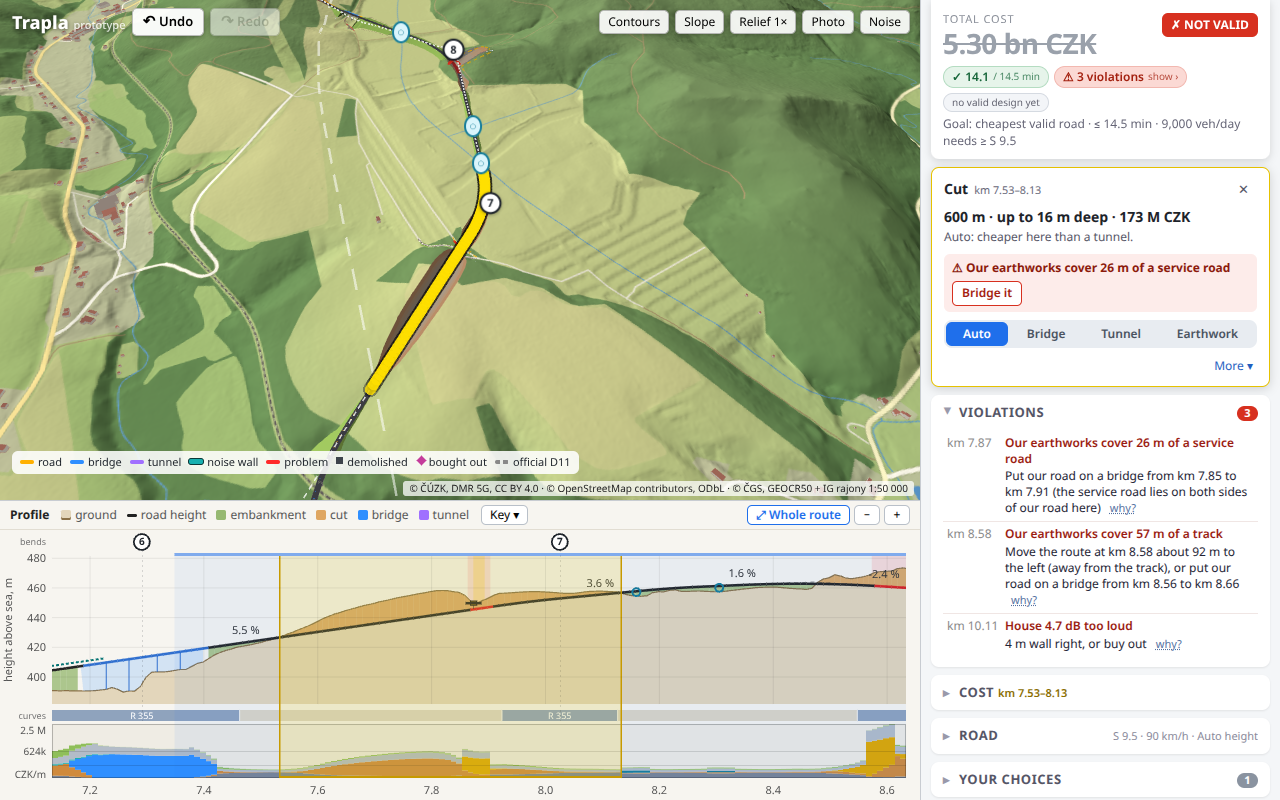 Trapla prototype
↶ Undo
↷ Redo
Contours
Slope
Relief 1×
Photo
Noise
8
7
road
bridge
tunnel
noise wall
problem
demolished
bought out
official D11
© ČÚZK, DMR 5G, CC BY 4.0 · © OpenStreetMap contributors, ODbL · © ČGS, GEOCR50 + IG rajony 1:50 000
Profile
ground
road height
embankment
cut
bridge
tunnel
Key ▾
⤢ Whole route
−
+
bends
6
7
height above sea, m
480
460
440
420
400
5.5 %
3.6 %
1.6 %
2.4 %
curves
R 355
R 355
2.5 M
624k
CZK/m
7.2
7.4
7.6
7.8
8.0
8.2
8.4
8.6
TOTAL COST
5.30 bn CZK
✗ NOT VALID
✓ 14.1 / 14.5 min
⚠ 3 violations show ›
no valid design yet
Goal: cheapest valid road · ≤ 14.5 min · 9,000 veh/day
needs ≥ S 9.5
Cut km 7.53–8.13
✕
600 m · up to 16 m deep · 173 M CZK
Auto: cheaper here than a tunnel.
⚠ Our earthworks cover 26 m of a service road
Bridge it
Auto
Bridge
Tunnel
Earthwork
More ▾
VIOLATIONS
3
km 7.87
Our earthworks cover 26 m of a service
road
Put our road on a bridge from km 7.85 to
km 7.91 (the service road lies on both sides
of our road here) why?
km 8.58
Our earthworks cover 57 m of a track
Move the route at km 8.58 about 92 m to
the left (away from the track), or put our
road on a bridge from km 8.56 to km 8.66
why?
km 10.11
House 4.7 dB too loud
4 m wall right, or buy out why?
COST km 7.53–8.13
ROAD
S 9.5 · 90 km/h · Auto height
YOUR CHOICES
1